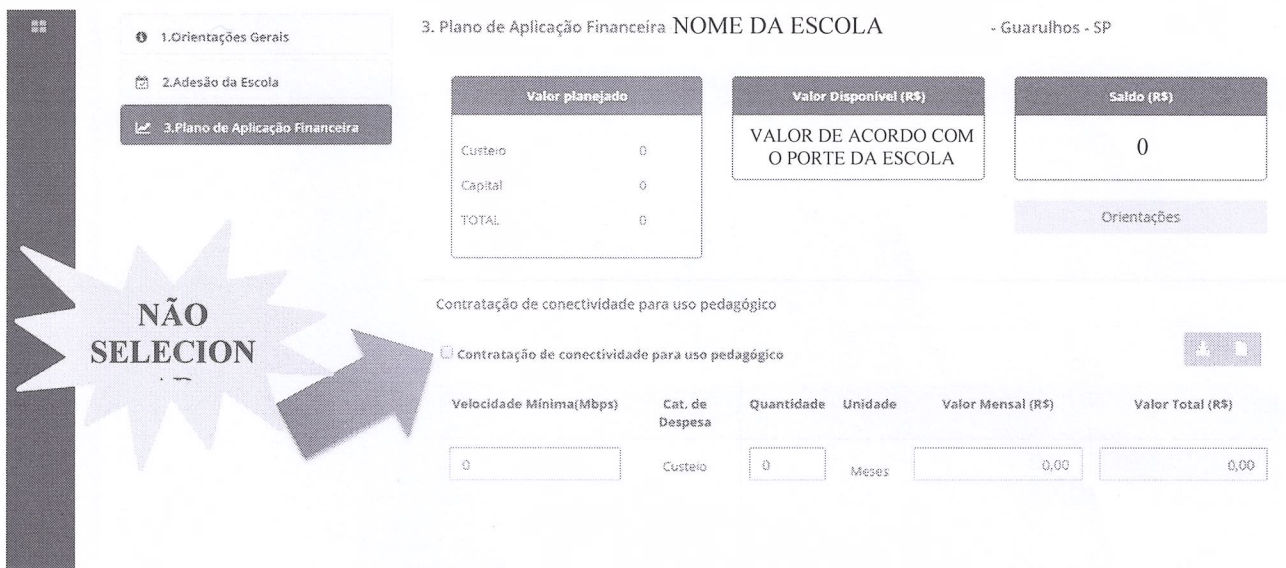 1.Orientações Gerais
2.Adesão da Escola
3.Plano de Aplicação Financeira
3. Plano de Aplicação Financeira NOME DA ESCOLA - Guarulhos - SP
Valor planejado
Custeio 0
Capital 0
TOTAL 0
Valor Disponível (R$)
VALOR DE ACORDO COM
O PORTE DA ESCOLA
Saldo (R$)
0
Orientações
NÃO
SELECION
Contratação de conectividade para uso pedagógico
Contratação de conectividade para uso pedagógico
Velocidade Mínima(Mbps) Cat. de Despesa Quantidade Unidade Valor Mensal (R$) Valor Total (R$)
0 Custeio 0 Meses 0,00 0,00